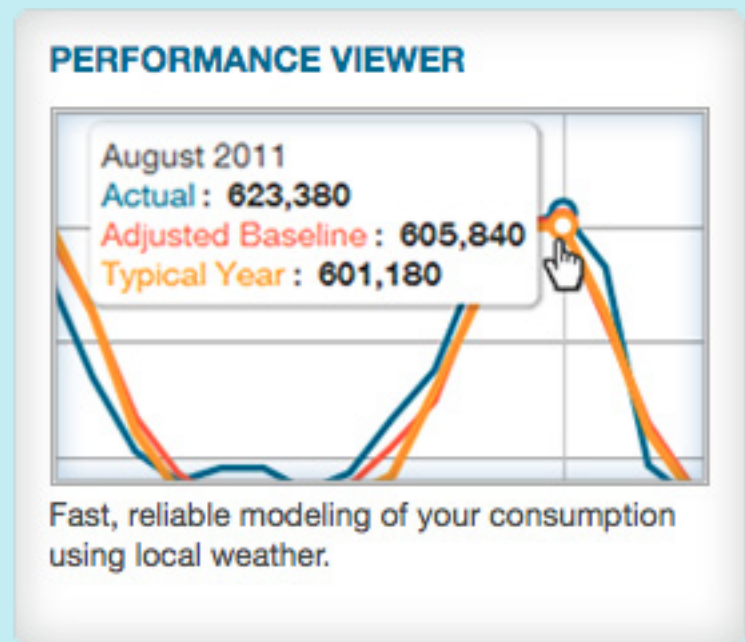 PERFORMANCE VIEWER
August 2011
Actual : 623,380
Adjusted Baseline : 605,840
Typical Year : 601,180
Fast, reliable modeling of your consumption
using local weather.